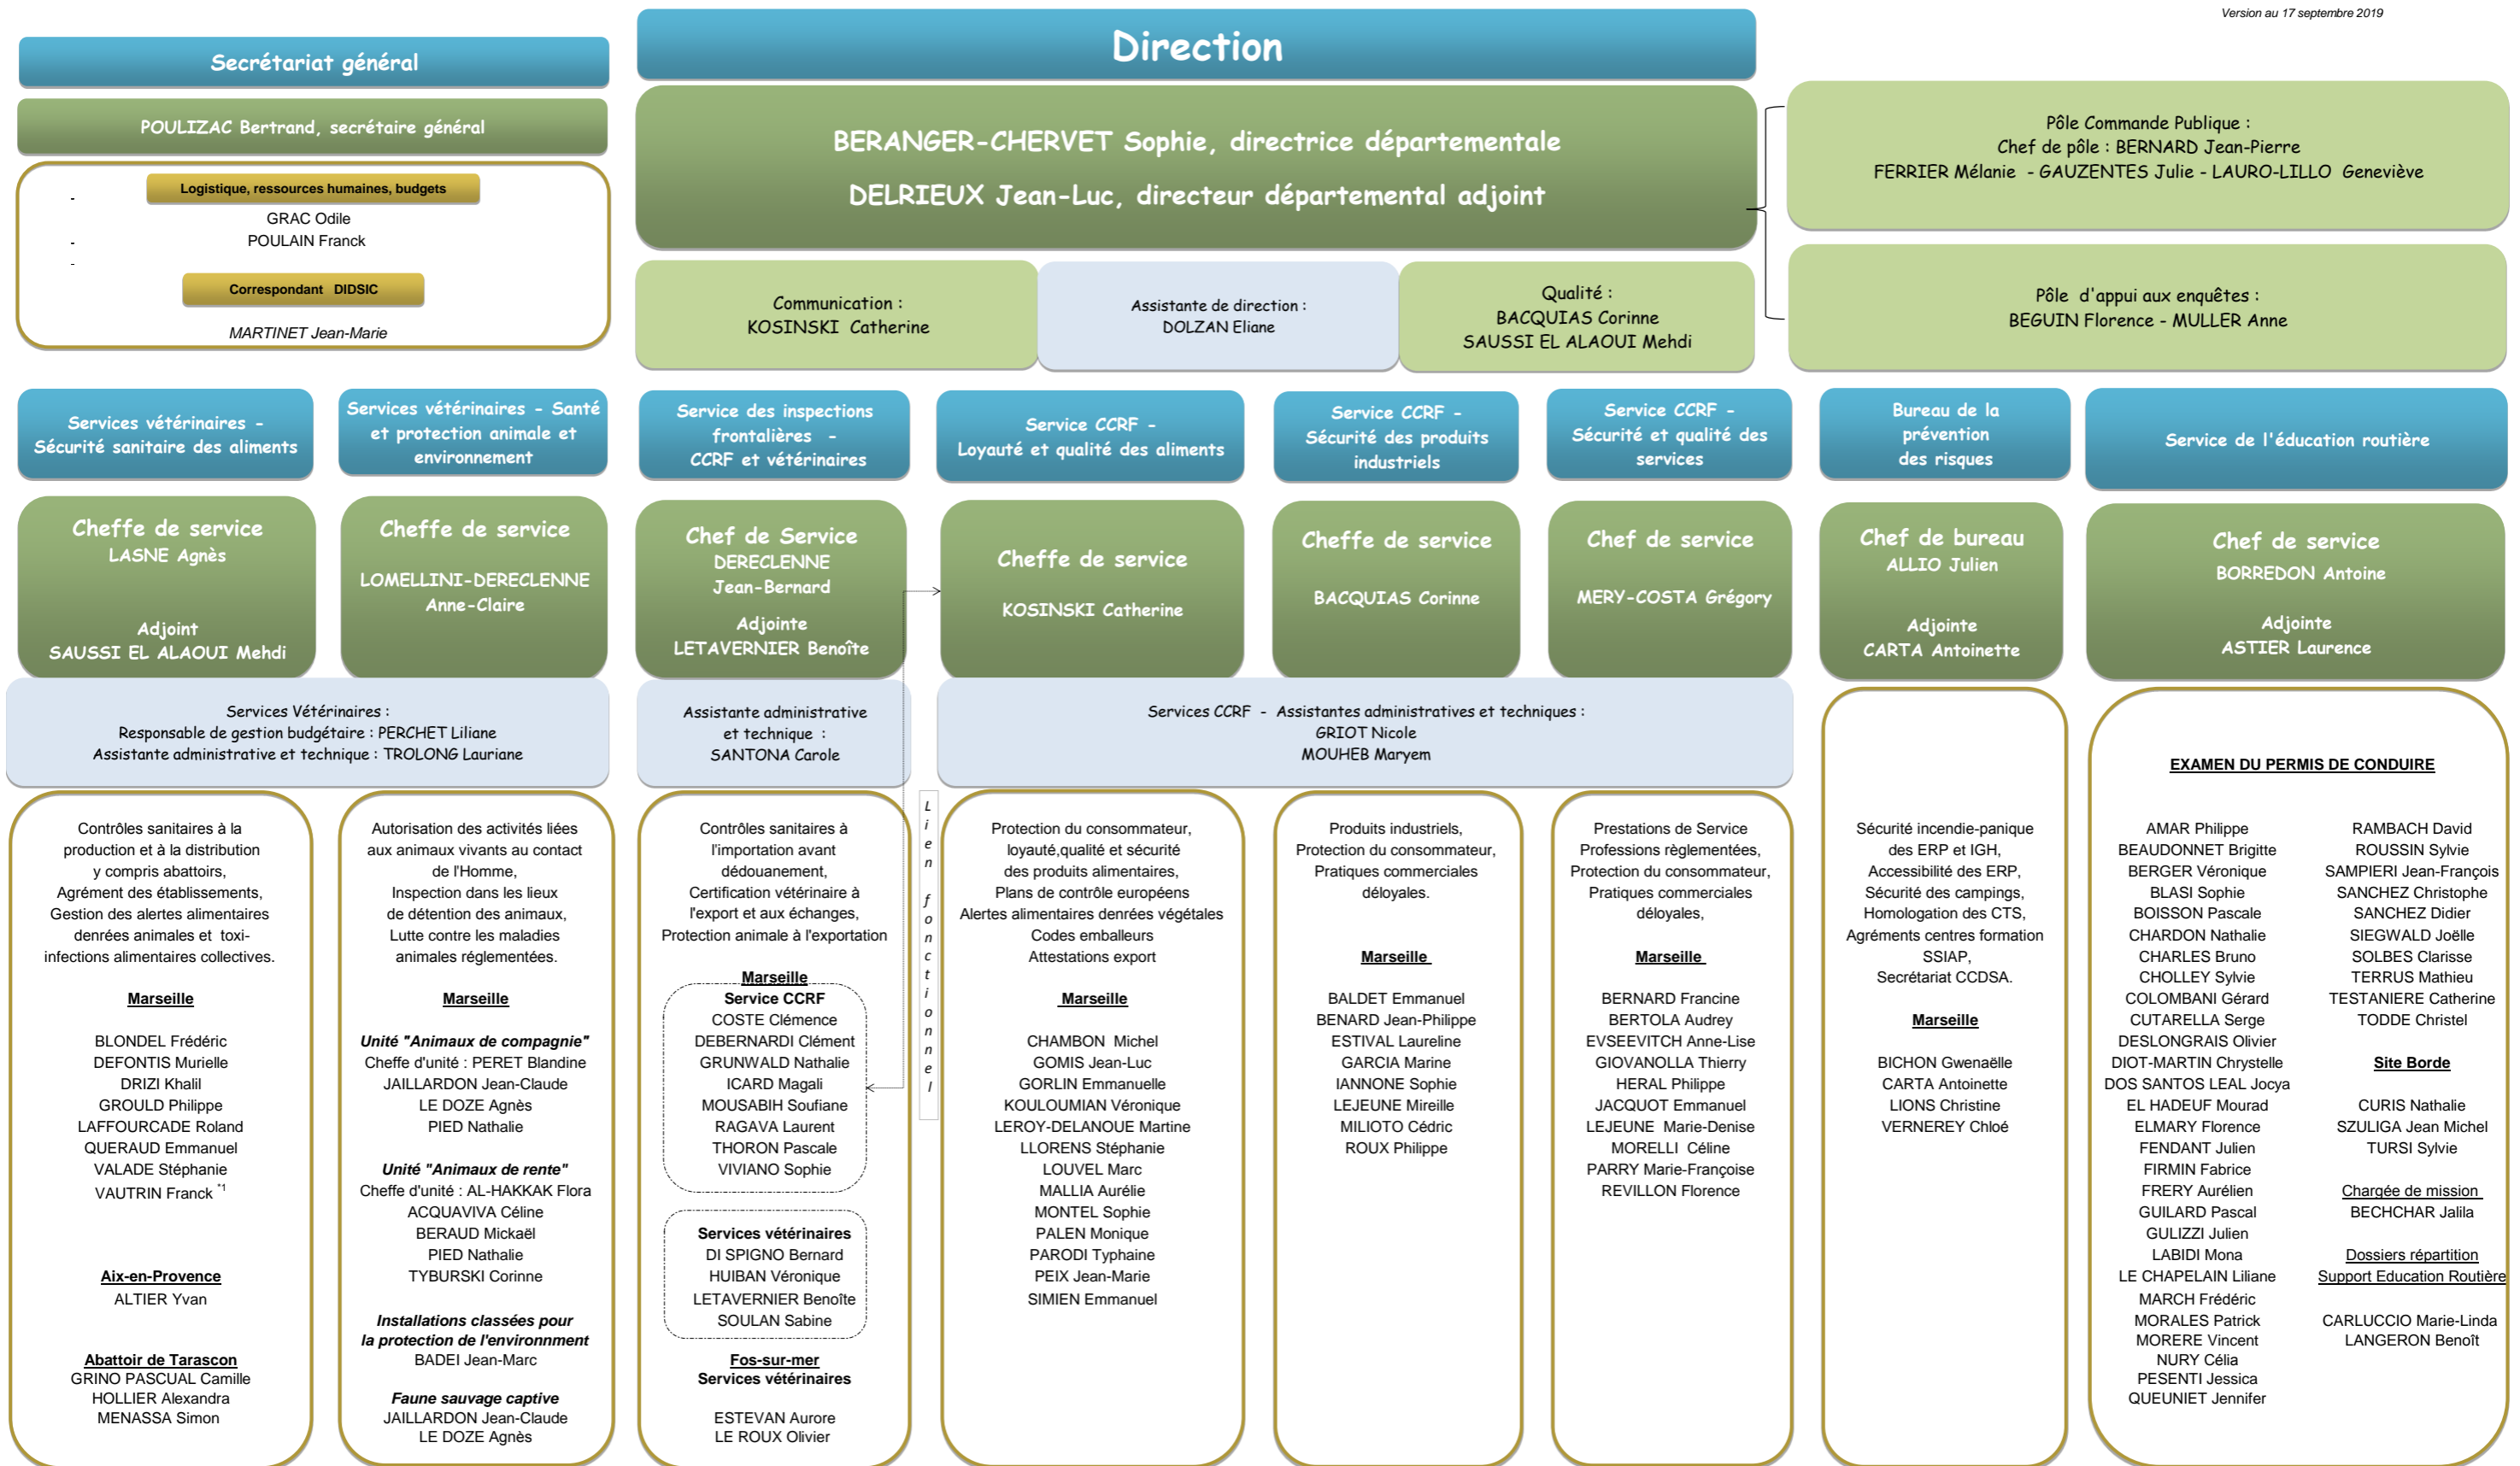 Version au 17 septembre 2019
Secrétariat général
POULIZAC Bertrand, secrétaire général
-
Logistique, ressources humaines, budgets
GRAC Odile
-
POULAIN Franck
-
Correspondant DIDSIC
MARTINET Jean-Marie
Direction
BERANGER-CHERVET Sophie, directrice départementale
DELRIEUX Jean-Luc, directeur départemental adjoint
Pôle Commande Publique :
Chef de pôle : BERNARD Jean-Pierre
FERRIER Mélanie - GAUZENTES Julie - LAURO-LILLO Geneviève
Pôle d'appui aux enquêtes :
BEGUIN Florence - MULLER Anne
Communication :
KOSINSKI Catherine
Assistante de direction :
DOLZAN Eliane
Qualité :
BACQUIAS Corinne
SAUSSI EL ALAOUI Mehdi
Services vétérinaires -
Sécurité sanitaire des aliments
Cheffe de service
LASNE Agnès
Adjoint
SAUSSI EL ALAOUI Mehdi
Services vétérinaires - Santé
et protection animale et
environnement
Cheffe de service
LOMELLINI-DERECLENNE
Anne-Claire
Services Vétérinaires :
Responsable de gestion budgétaire : PERCHET Liliane
Assistante administrative et technique : TROLONG Lauriane
Contrôles sanitaires à la
production et à la distribution
y compris abattoirs,
Agrément des établissements,
Gestion des alertes alimentaires
denrées animales et toxi-
infections alimentaires collectives.
Marseille
BLONDEL Frédéric
DEFONTIS Murielle
DRIZI Khalil
GROULD Philippe
LAFFOURCADE Roland
QUERAUD Emmanuel
VALADE Stéphanie
VAUTRIN Franck *1
Aix-en-Provence
ALTIER Yvan
Abattoir de Tarascon
GRINO PASCUAL Camille
HOLLIER Alexandra
MENASSA Simon
Autorisation des activités liées
aux animaux vivants au contact
de l'Homme,
Inspection dans les lieux
de détention des animaux,
Lutte contre les maladies
animales réglementées.
Marseille
Unité "Animaux de compagnie"
Cheffe d'unité : PERET Blandine
JAILLARDON Jean-Claude
LE DOZE Agnès
PIED Nathalie
Unité "Animaux de rente"
Cheffe d'unité : AL-HAKKAK Flora
ACQUAVIVA Céline
BERAUD Mickaël
PIED Nathalie
TYBURSKI Corinne
Installations classées pour
la protection de l'environnment
BADEI Jean-Marc
Faune sauvage captive
JAILLARDON Jean-Claude
LE DOZE Agnès
Service des inspections
frontalières -
CCRF et vétérinaires
Chef de Service
DERECLENNE
Jean-Bernard
Adjointe
LETAVERNIER Benoîte
Assistante administrative
et technique :
SANTONA Carole
Contrôles sanitaires à
l'importation avant
dédouanement,
Certification vétérinaire à
l'export et aux échanges,
Protection animale à l'exportation
Marseille
Service CCRF
COSTE Clémence
DEBERNARDI Clément
GRUNWALD Nathalie
ICARD Magali
MOUSABIH Soufiane
RAGAVA Laurent
THORON Pascale
VIVIANO Sophie
Services vétérinaires
DI SPIGNO Bernard
HUIBAN Véronique
LETAVERNIER Benoîte
SOULAN Sabine
Fos-sur-mer
Services vétérinaires
ESTEVAN Aurore
LE ROUX Olivier
Lien fonctionnel
Service CCRF -
Loyauté et qualité des aliments
Cheffe de service
KOSINSKI Catherine
Service CCRF -
Sécurité des produits
industriels
Cheffe de service
BACQUIAS Corinne
Service CCRF -
Sécurité et qualité des
services
Chef de service
MERY-COSTA Grégory
Services CCRF - Assistantes administratives et techniques :
GRIOT Nicole
MOUHEB Maryem
Protection du consommateur,
loyauté,qualité et sécurité
des produits alimentaires,
Plans de contrôle européens
Alertes alimentaires denrées végétales
Codes emballeurs
Attestations export
Marseille
CHAMBON Michel
GOMIS Jean-Luc
GORLIN Emmanuelle
KOULOUMIAN Véronique
LEROY-DELANOUE Martine
LLORENS Stéphanie
LOUVEL Marc
MALLIA Aurélie
MONTEL Sophie
PALEN Monique
PARODI Typhaine
PEIX Jean-Marie
SIMIEN Emmanuel
Produits industriels,
Protection du consommateur,
Pratiques commerciales
déloyales.
Marseille
BALDET Emmanuel
BENARD Jean-Philippe
ESTIVAL Laureline
GARCIA Marine
IANNONE Sophie
LEJEUNE Mireille
MILIOTO Cédric
ROUX Philippe
Prestations de Service
Professions règlementées,
Protection du consommateur,
Pratiques commerciales
déloyales,
Marseille
BERNARD Francine
BERTOLA Audrey
EVSEEVITCH Anne-Lise
GIOVANOLLA Thierry
HERAL Philippe
JACQUOT Emmanuel
LEJEUNE Marie-Denise
MORELLI Céline
PARRY Marie-Françoise
REVILLON Florence
Bureau de la
prévention
des risques
Chef de bureau
ALLIO Julien
Adjointe
CARTA Antoinette
Sécurité incendie-panique
des ERP et IGH,
Accessibilité des ERP,
Sécurité des campings,
Homologation des CTS,
Agréments centres formation
SSIAP,
Secrétariat CCDSA.
Marseille
BICHON Gwenaëlle
CARTA Antoinette
LIONS Christine
VERNEREY Chloé
Service de l'éducation routière
Chef de service
BORREDON Antoine
Adjointe
ASTIER Laurence
EXAMEN DU PERMIS DE CONDUIRE
AMAR Philippe
BEAUDONNET Brigitte
BERGER Véronique
BLASI Sophie
BOISSON Pascale
CHARDON Nathalie
CHARLES Bruno
CHOLLEY Sylvie
COLOMBANI Gérard
CUTARELLA Serge
DESLONGRAIS Olivier
DIOT-MARTIN Chrystelle
DOS SANTOS LEAL Jocya
EL HADEUF Mourad
ELMARY Florence
FENDANT Julien
FIRMIN Fabrice
FRERY Aurélien
GUILARD Pascal
GULIZZI Julien
LABIDI Mona
LE CHAPELAIN Liliane
MARCH Frédéric
MORALES Patrick
MORERE Vincent
NURY Célia
PESENTI Jessica
QUEUNIET Jennifer
RAMBACH David
ROUSSIN Sylvie
SAMPIERI Jean-François
SANCHEZ Christophe
SANCHEZ Didier
SIEGWALD Joëlle
SOLBES Clarisse
TERRUS Mathieu
TESTANIERE Catherine
TODDE Christel
Site Borde
CURIS Nathalie
SZULIGA Jean Michel
TURSI Sylvie
Chargée de mission
BECHCHAR Jalila
Dossiers répartition
Support Education Routière
CARLUCCIO Marie-Linda
LANGERON Benoît